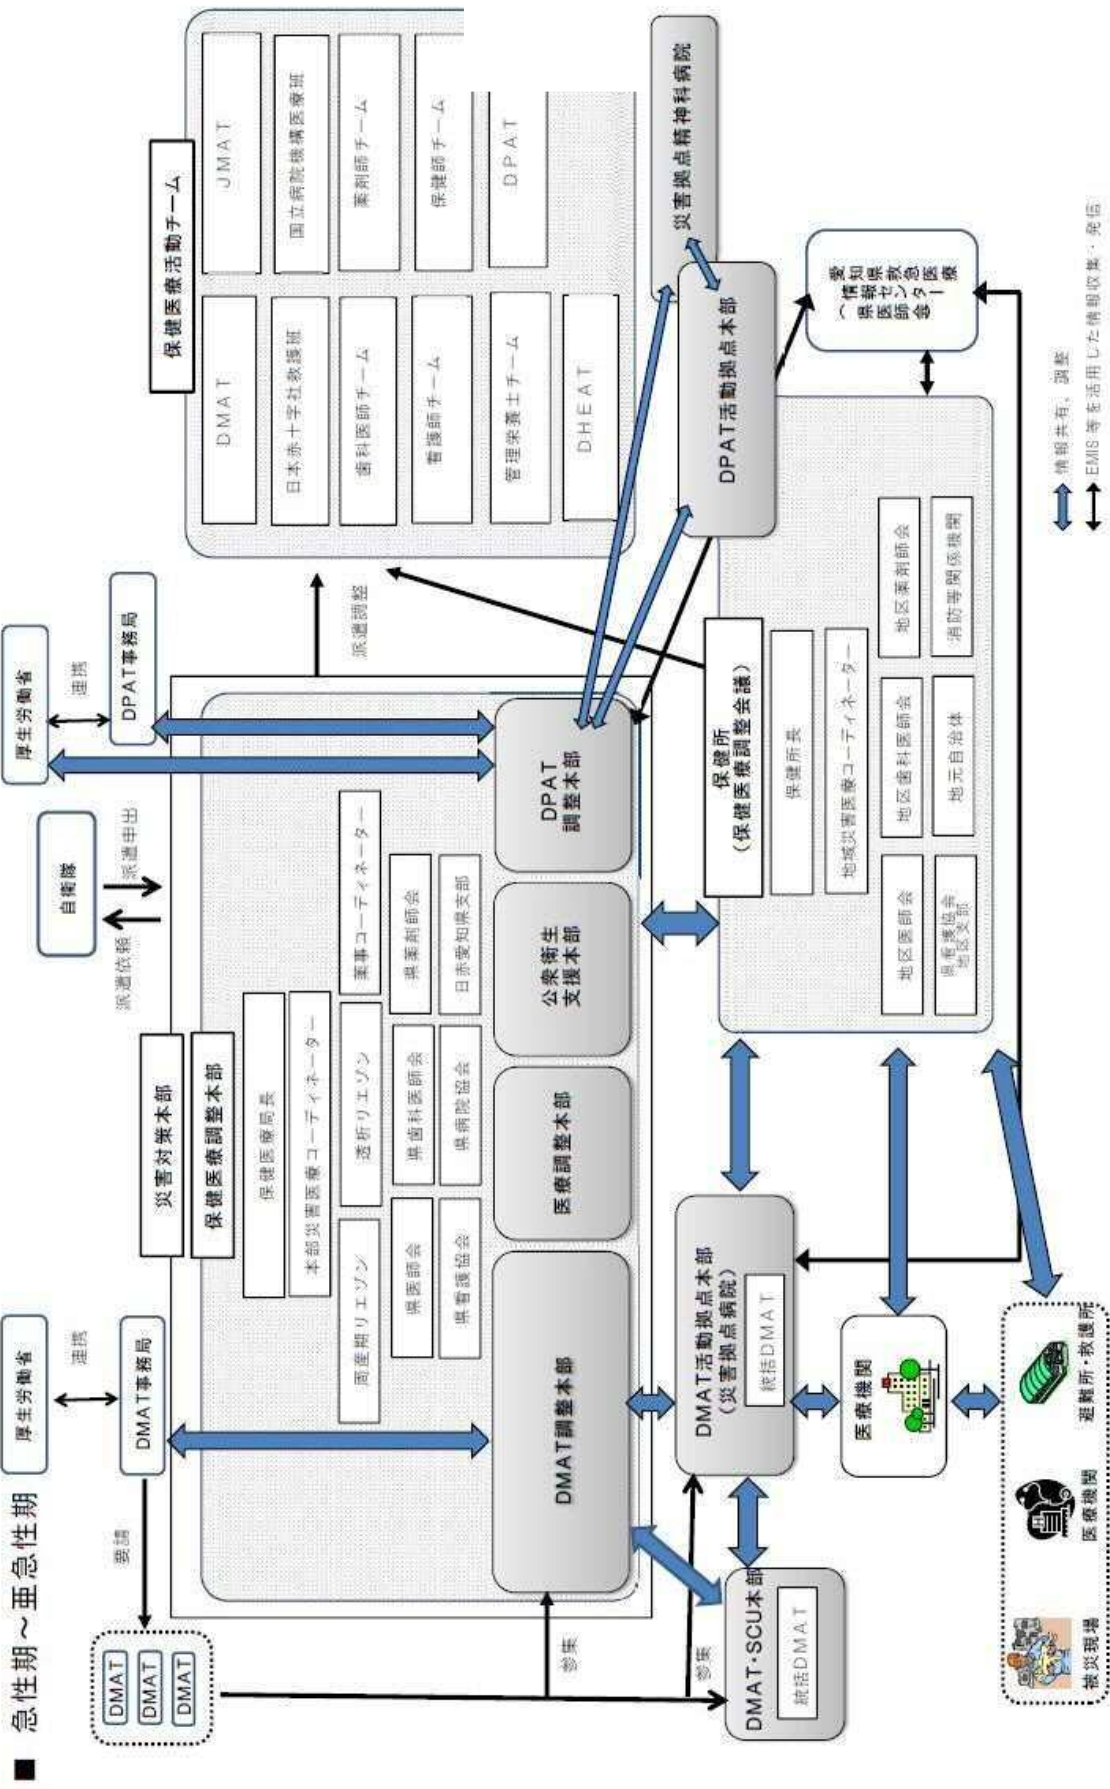 ■ 急性期～亜急性期
厚生労働省
連携
DMAT事務局
要請
DMAT
DMAT
DMAT
参集
参集
自衛隊
派遣依頼
派遣申出
厚生労働省
連携
DPAT事務局
災害対策本部
保健医療調整本部
保健医療局長
本部災害医療コーディネーター
周産期リエゾン
透析リエゾン
薬事コーディネーター
県医師会
県歯科医師会
県薬剤師会
県看護協会
県病院協会
日赤愛知県支部
DMAT調整本部
医療調整本部
公衆衛生
支援本部
DPAT
調整本部
派遣調整
保健医療活動チーム
DMAT
JMAT
日本赤十字社救護班
国立病院機構医療班
歯科医師チーム
薬剤師チーム
看護師チーム
保健師チーム
管理栄養士チーム
DPAT
DHEAT
災害拠点精神科病院
DPAT活動拠点本部
DMAT・SCU本部
統括DMAT
DMAT活動拠点本部
（災害拠点病院）
統括DMAT
保健所
（保健医療調整会議）
保健所長
地域災害医療コーディネーター
地区医師会
地区歯科医師会
地区薬剤師会
県看護協会
地区支部
地元自治体
消防等関係機関
愛知県救急医療
情報センター
（県医師会）
医療機関
被災現場
医療機関
避難所・救護所
情報共有、調整
EMIS 等を活用した情報収集・発信